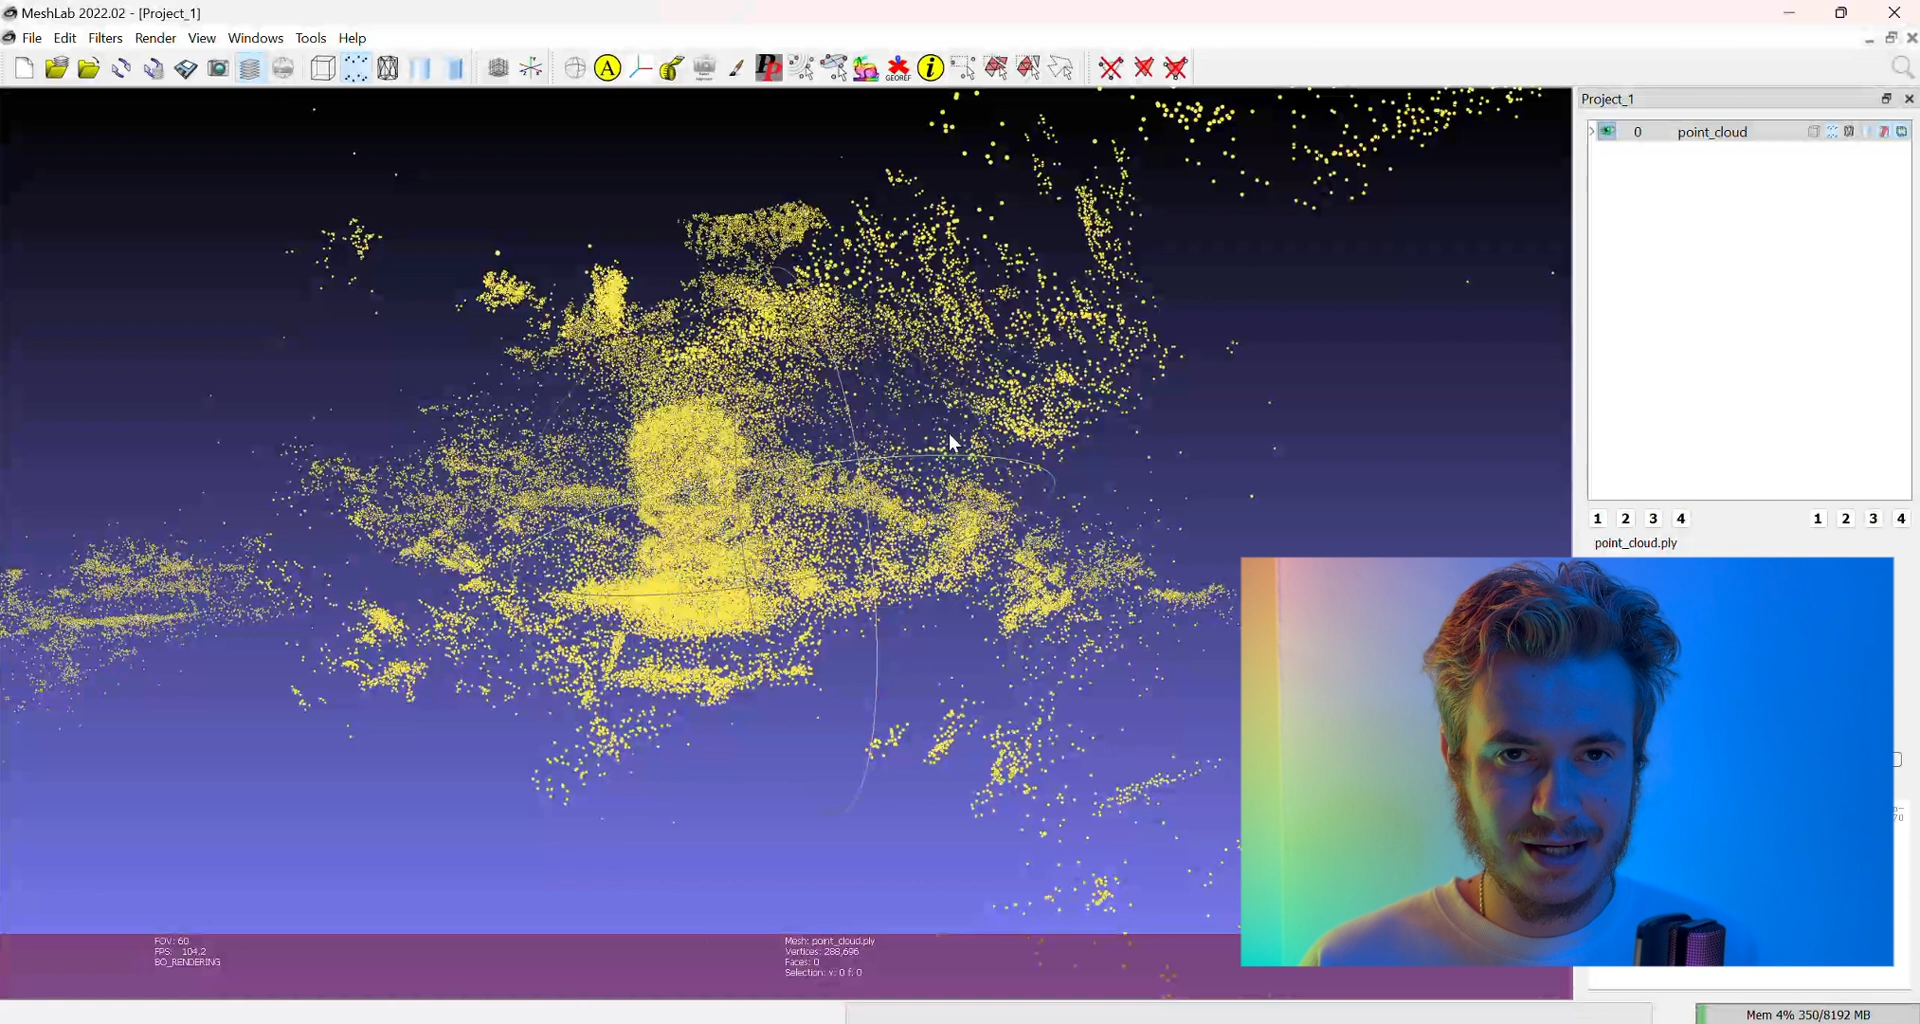 MeshLab 2022.02 - [Project_1]
File Edit Filters Render View Windows Tools Help
A
PP
GEOREF
i
Project_1
0 point_cloud
1 2 3 4 1 2 3 4
point_cloud.ply
FOV: 60
FPS: 104.2
BO_RENDERING
Mesh: point_cloud.ply
Vertices: 288,696
Faces: 0
Selection: v: 0 f: 0
Mem 4% 350/8192 MB